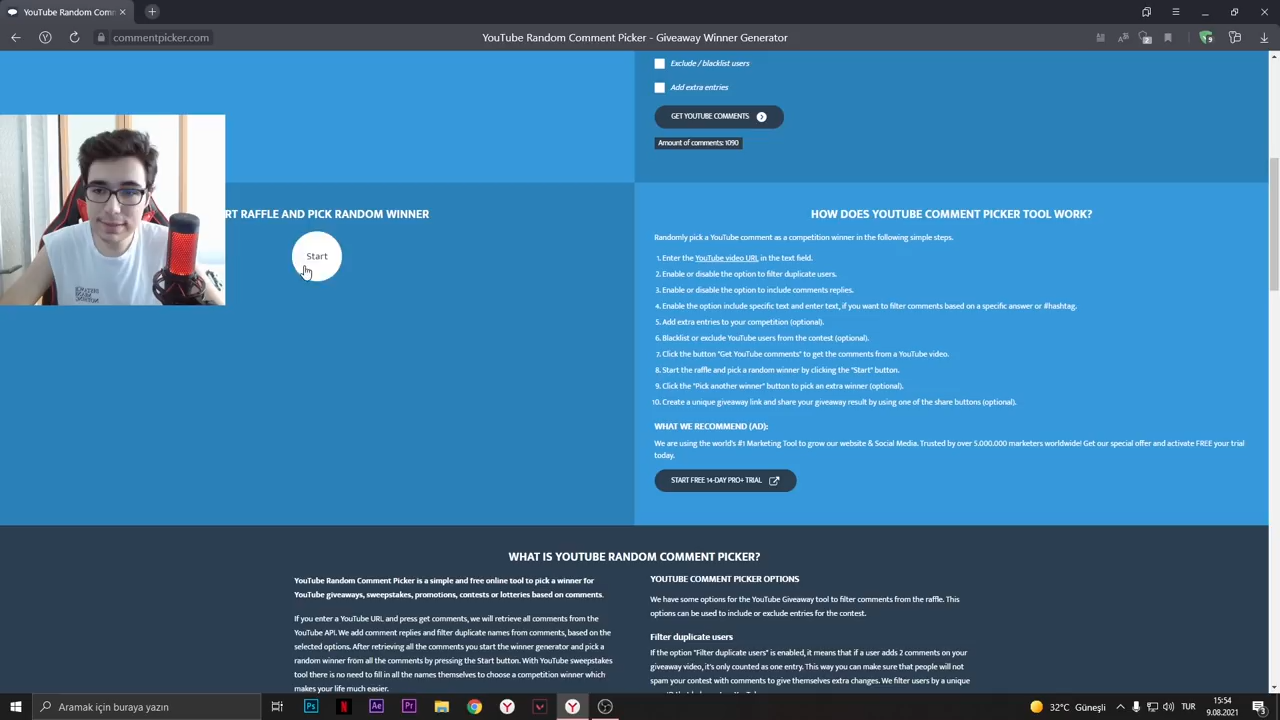 YouTube Random Comm
commentpicker.com
YouTube Random Comment Picker - Giveaway Winner Generator
Exclude / blacklist users
Add extra entries
GET YOUTUBE COMMENTS
Amount of comments: 1090
RT RAFFLE AND PICK RANDOM WINNER
Start
HOW DOES YOUTUBE COMMENT PICKER TOOL WORK?
Randomly pick a YouTube comment as a competition winner in the following simple steps.
1. Enter the YouTube video URL in the text field.
2. Enable or disable the option to filter duplicate users.
3. Enable or disable the option to include comments replies.
4. Enable the option include specific text and enter text, if you want to filter comments based on a specific answer or #hashtag.
5. Add extra entries to your competition (optional).
6. Blacklist or exclude YouTube users from the contest (optional).
7. Click the button "Get YouTube comments" to get the comments from a YouTube video.
8. Start the raffle and pick a random winner by clicking the "Start" button.
9. Click the "Pick another winner" button to pick an extra winner (optional).
10. Create a unique giveaway link and share your giveaway result by using one of the share buttons (optional).
WHAT WE RECOMMEND (AD):
We are using the world's #1 Marketing Tool to grow our website & Social Media. Trusted by over 5.000.000 marketers worldwide! Get our special offer and activate FREE your trial
today.
START FREE 14-DAY PRO+ TRIAL
WHAT IS YOUTUBE RANDOM COMMENT PICKER?
YouTube Random Comment Picker is a simple and free online tool to pick a winner for
YouTube giveaways, sweepstakes, promotions, contests or lotteries based on comments.
If you enter a YouTube URL and press get comments, we will retrieve all comments from the
YouTube API. We add comment replies and filter duplicate names from comments, based on the
selected options. After retrieving all the comments you start the winner generator and pick a
random winner from all the comments by pressing the Start button. With YouTube sweepstakes
tool there is no need to fill in all the names themselves to choose a competition winner which
makes your life much easier.
YOUTUBE COMMENT PICKER OPTIONS
We have some options for the YouTube Giveaway tool to filter comments from the raffle. This
options can be used to include or exclude entries for the contest.
Filter duplicate users
If the option "Filter duplicate users" is enabled, it means that if a user adds 2 comments on your
giveaway video, it's only counted as one entry. This way you can make sure that people will not
spam your contest with comments to give themselves extra changes. We filter users by a unique
Aramak için buraya yazın
Ps
N
Ae
Pr
32°C Güneşli
TUR
15:54
9.08.2021